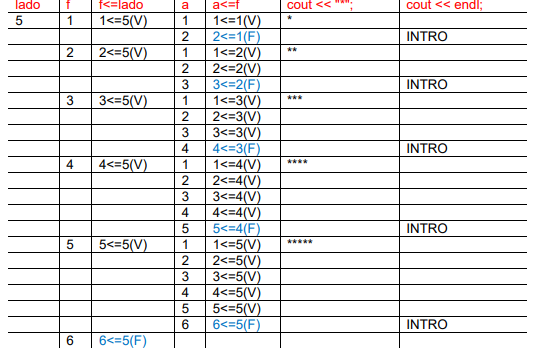 lado f f<=lado a a<=f cout << "*"; cout << endl;
5 1 1<=5(V) 1 1<=1(V) *
2 2<=1(F) INTRO
2 2<=5(V) 1 1<=2(V) **
2 2<=2(V)
3 3<=2(F) INTRO
3 3<=5(V) 1 1<=3(V) ***
2 2<=3(V)
3 3<=3(V)
4 4<=3(F) INTRO
4 4<=5(V) 1 1<=4(V) ****
2 2<=4(V)
3 3<=4(V)
4 4<=4(V)
5 5<=4(F) INTRO
5 5<=5(V) 1 1<=5(V) *****
2 2<=5(V)
3 3<=5(V)
4 4<=5(V)
5 5<=5(V)
6 6<=5(F) INTRO
6 6<=5(F)